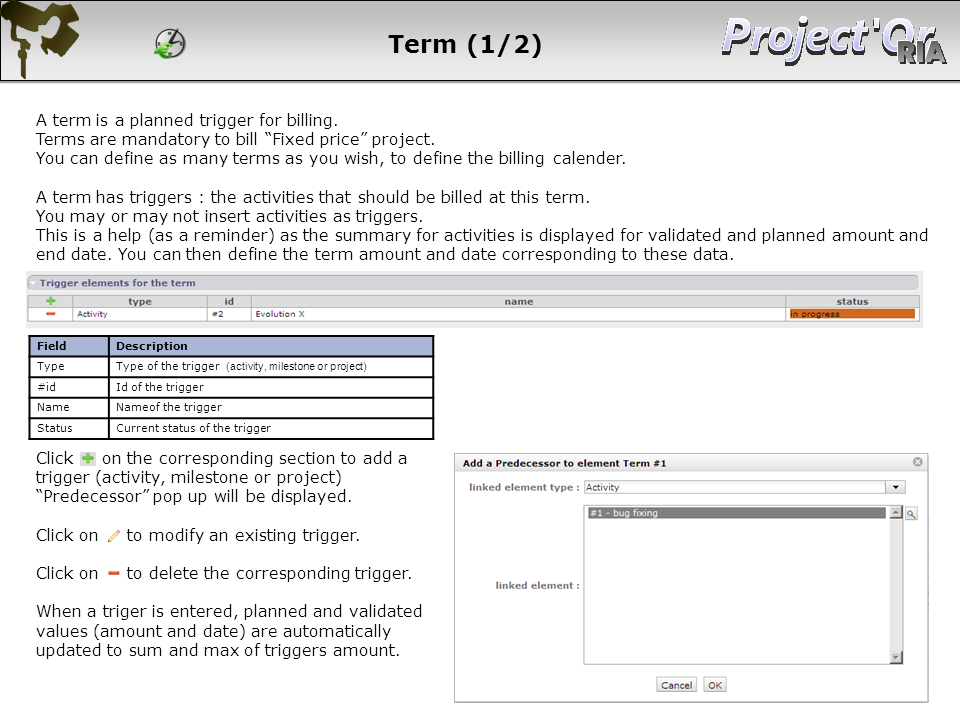 Term (1/2)
Project'Or
RIA
A term is a planned trigger for billing.
Terms are mandatory to bill “Fixed price” project.
You can define as many terms as you wish, to define the billing calender.
A term has triggers : the activities that should be billed at this term.
You may or may not insert activities as triggers.
This is a help (as a reminder) as the summary for activities is displayed for validated and planned amount and
end date. You can then define the term amount and date corresponding to these data.
Trigger elements for the term
type id name status
Activity #2 Evolution X in progress
Field Description
Type Type of the trigger (activity, milestone or project)
#id Id of the trigger
Name Nameof the trigger
Status Current status of the trigger
Click on the corresponding section to add a
trigger (activity, milestone or project)
“Predecessor” pop up will be displayed.
Click on to modify an existing trigger.
Click on to delete the corresponding trigger.
When a triger is entered, planned and validated
values (amount and date) are automatically
updated to sum and max of triggers amount.
Add a Predecessor to element Term #1
linked element type : Activity
#1 - bug fixing
linked element :
Cancel OK